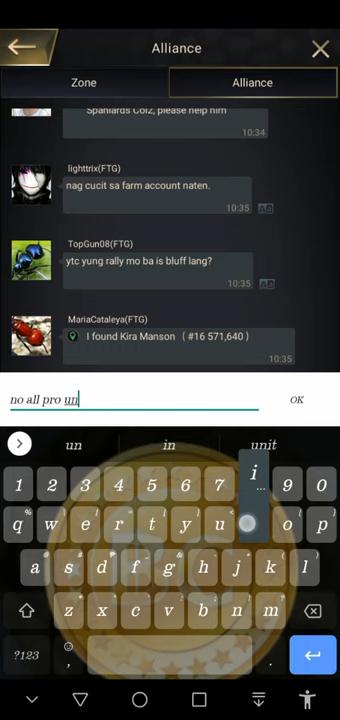 Alliance
Zone
Alliance
Spaniards Col2, please help him
10:34
lighttrix(FTG)
nag cucit sa farm account naten.
10:35
TopGun08(FTG)
ytc yung rally mo ba is bluff lang?
10:35
MariaCataleya(FTG)
I found Kira Manson ( #16 571,640 )
10:35
no all pro un
OK
un in unit
i
...
1 2 3 4 5 6 7 9 0
q w e r t y u o p
a s d f g h j k l
z x c v b n m
?123 , .